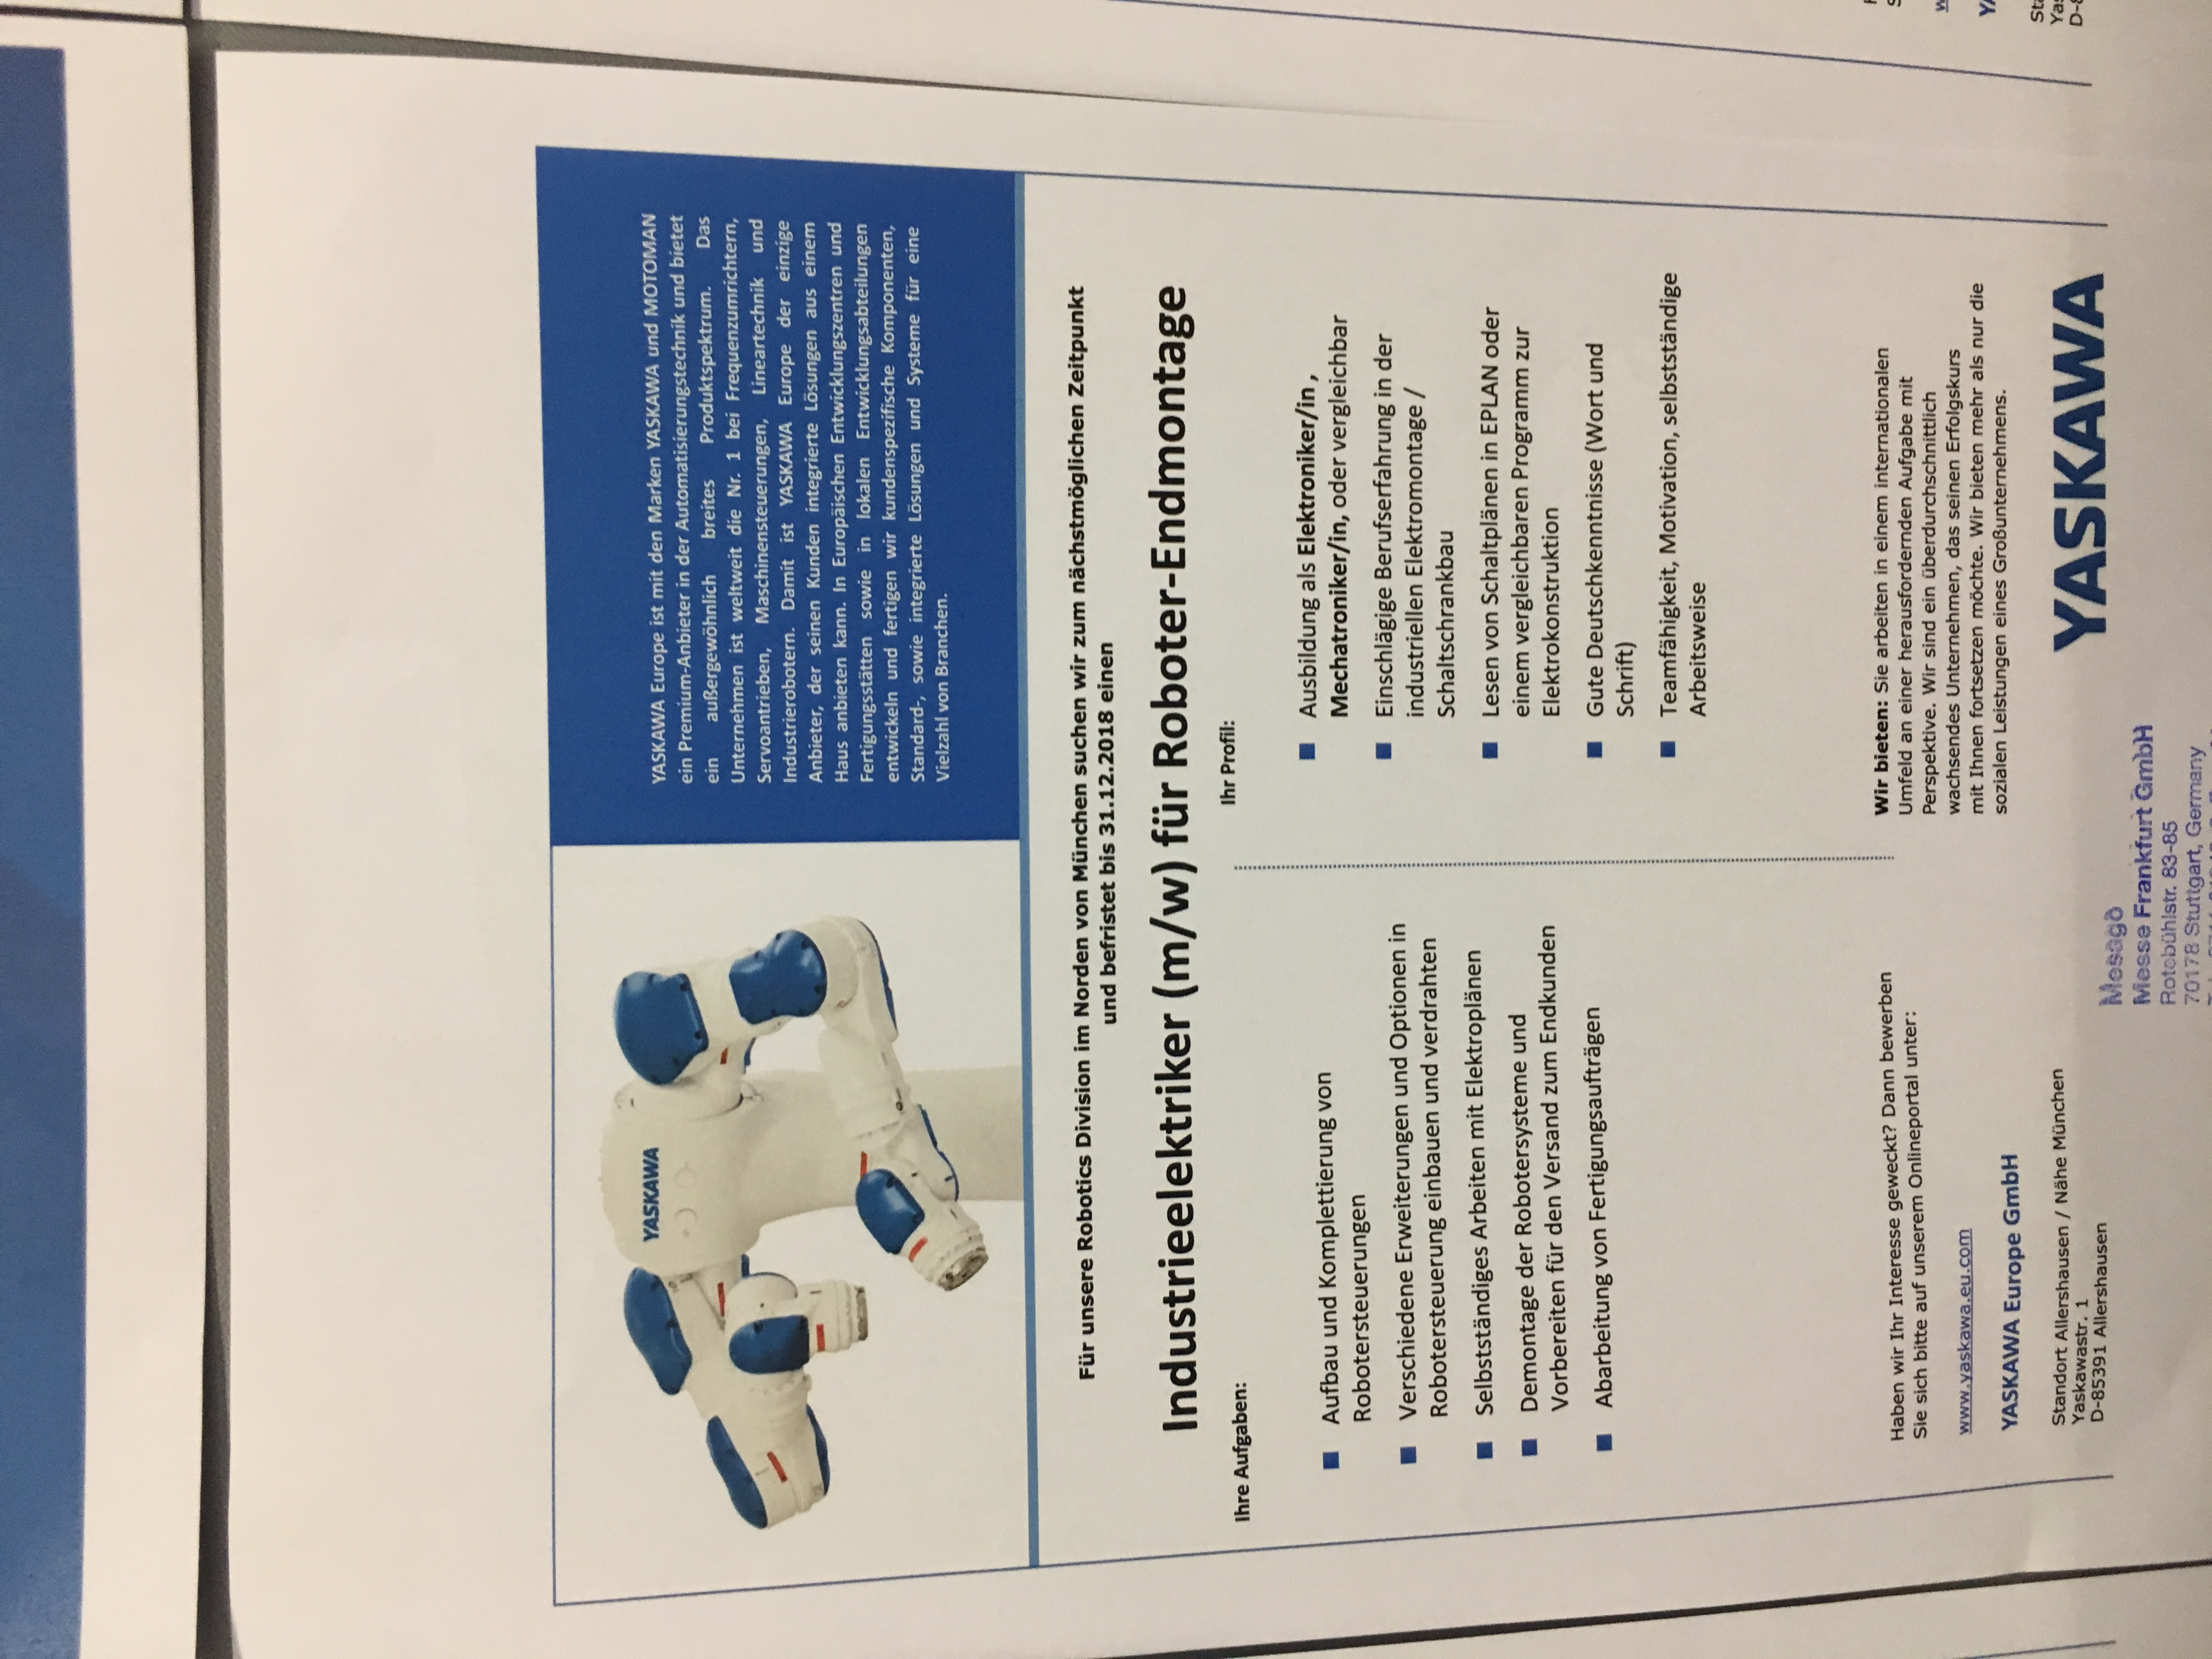 YASKAWA
YASKAWA Europe ist mit den Marken YASKAWA und MOTOMAN
ein Premium-Anbieter in der Automatisierungstechnik und bietet
ein außergewöhnlich breites Produktspektrum. Das
Unternehmen ist weltweit die Nr. 1 bei Frequenzumrichtern,
Servoantrieben, Maschinensteuerungen, Lineartechnik und
Industrierobotern. Damit ist YASKAWA Europe der einzige
Anbieter, der seinen Kunden integrierte Lösungen aus einem
Haus anbieten kann. In Europäischen Entwicklungszentren und
Fertigungsstätten sowie in lokalen Entwicklungsabteilungen
entwickeln und fertigen wir kundenspezifische Komponenten,
Standard-, sowie integrierte Lösungen und Systeme für eine
Vielzahl von Branchen.
Für unsere Robotics Division im Norden von München suchen wir zum nächstmöglichen Zeitpunkt
und befristet bis 31.12.2018 einen
Industrieelektriker (m/w) für Roboter-Endmontage
Ihre Aufgaben:
Aufbau und Komplettierung von
Robotersteuerungen
Verschiedene Erweiterungen und Optionen in
Robotersteuerung einbauen und verdrahten
Selbstständiges Arbeiten mit Elektroplänen
Demontage der Robotersysteme und
Vorbereiten für den Versand zum Endkunden
Abarbeitung von Fertigungsaufträgen
Ihr Profil:
Ausbildung als Elektroniker/in ,
Mechatroniker/in, oder vergleichbar
Einschlägige Berufserfahrung in der
industriellen Elektromontage /
Schaltschrankbau
Lesen von Schaltplänen in EPLAN oder
einem vergleichbaren Programm zur
Elektrokonstruktion
Gute Deutschkenntnisse (Wort und
Schrift)
Teamfähigkeit, Motivation, selbstständige
Arbeitsweise
Haben wir Ihr Interesse geweckt? Dann bewerben
Sie sich bitte auf unserem Onlineportal unter:
www.yaskawa.eu.com
YASKAWA Europe GmbH
Standort Allershausen / Nähe München
Yaskawastr. 1
D-85391 Allershausen
Wir bieten: Sie arbeiten in einem internationalen
Umfeld an einer herausfordernden Aufgabe mit
Perspektive. Wir sind ein überdurchschnittlich
wachsendes Unternehmen, das seinen Erfolgskurs
mit Ihnen fortsetzen möchte. Wir bieten mehr als nur die
sozialen Leistungen eines Großunternehmens.
YASKAWA
Mesago
Messe Frankfurt GmbH
Rotebühlstr. 83-85
70178 Stuttgart, Germany